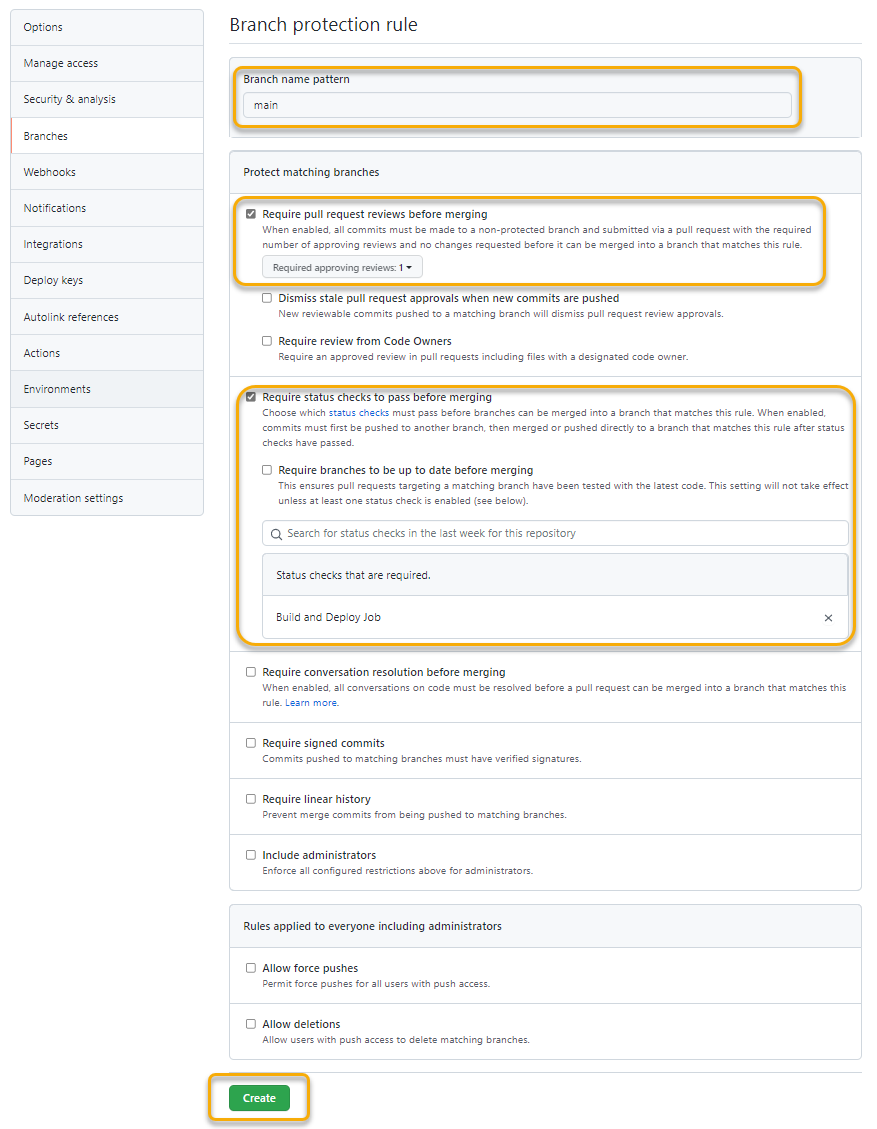 Options
Manage access
Security & analysis
Branches
Webhooks
Notifications
Integrations
Deploy keys
Autolink references
Actions
Environments
Secrets
Pages
Moderation settings
Branch protection rule
Branch name pattern
main
Protect matching branches
Require pull request reviews before merging
When enabled, all commits must be made to a non-protected branch and submitted via a pull request with the required
number of approving reviews and no changes requested before it can be merged into a branch that matches this rule.
Required approving reviews: 1
Dismiss stale pull request approvals when new commits are pushed
New reviewable commits pushed to a matching branch will dismiss pull request review approvals.
Require review from Code Owners
Require an approved review in pull requests including files with a designated code owner.
Require status checks to pass before merging
Choose which status checks must pass before branches can be merged into a branch that matches this rule. When enabled,
commits must first be pushed to another branch, then merged or pushed directly to a branch that matches this rule after status
checks have passed.
Require branches to be up to date before merging
This ensures pull requests targeting a matching branch have been tested with the latest code. This setting will not take effect
unless at least one status check is enabled (see below).
Search for status checks in the last week for this repository
Status checks that are required.
Build and Deploy Job
Require conversation resolution before merging
When enabled, all conversations on code must be resolved before a pull request can be merged into a branch that matches this
rule. Learn more.
Require signed commits
Commits pushed to matching branches must have verified signatures.
Require linear history
Prevent merge commits from being pushed to matching branches.
Include administrators
Enforce all configured restrictions above for administrators.
Rules applied to everyone including administrators
Allow force pushes
Permit force pushes for all users with push access.
Allow deletions
Allow users with push access to delete matching branches.
Create